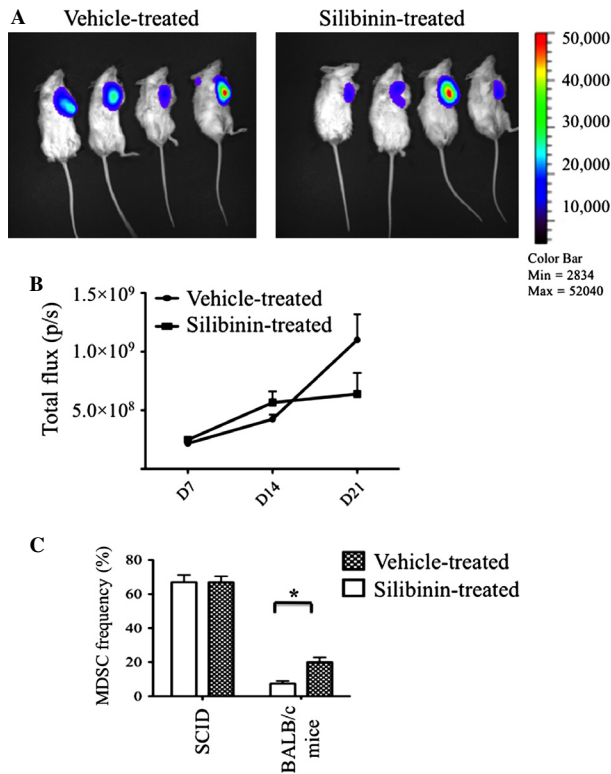 A
Vehicle-treated
Silibinin-treated
50,000
40,000
30,000
20,000
10,000
Color Bar
Min = 2834
Max = 52040
B
Total flux (p/s)
1.5×10⁹
1.0×10⁹
5.0×10⁸
Vehicle-treated
Silibinin-treated
D7
D14
D21
C
MDSC frequency (%)
80
60
40
20
0
*
Vehicle-treated
Silibinin-treated
SCID
BALB/c
mice